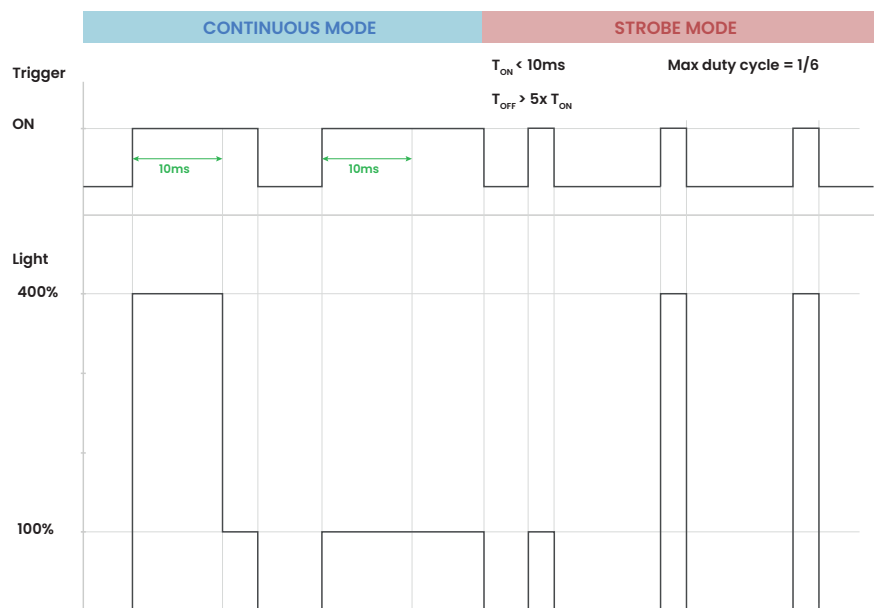 CONTINUOUS MODE
STROBE MODE
Trigger
T_ON < 10ms
Max duty cycle = 1/6
T_OFF > 5x T_ON
ON
10ms
10ms
Light
400%
100%